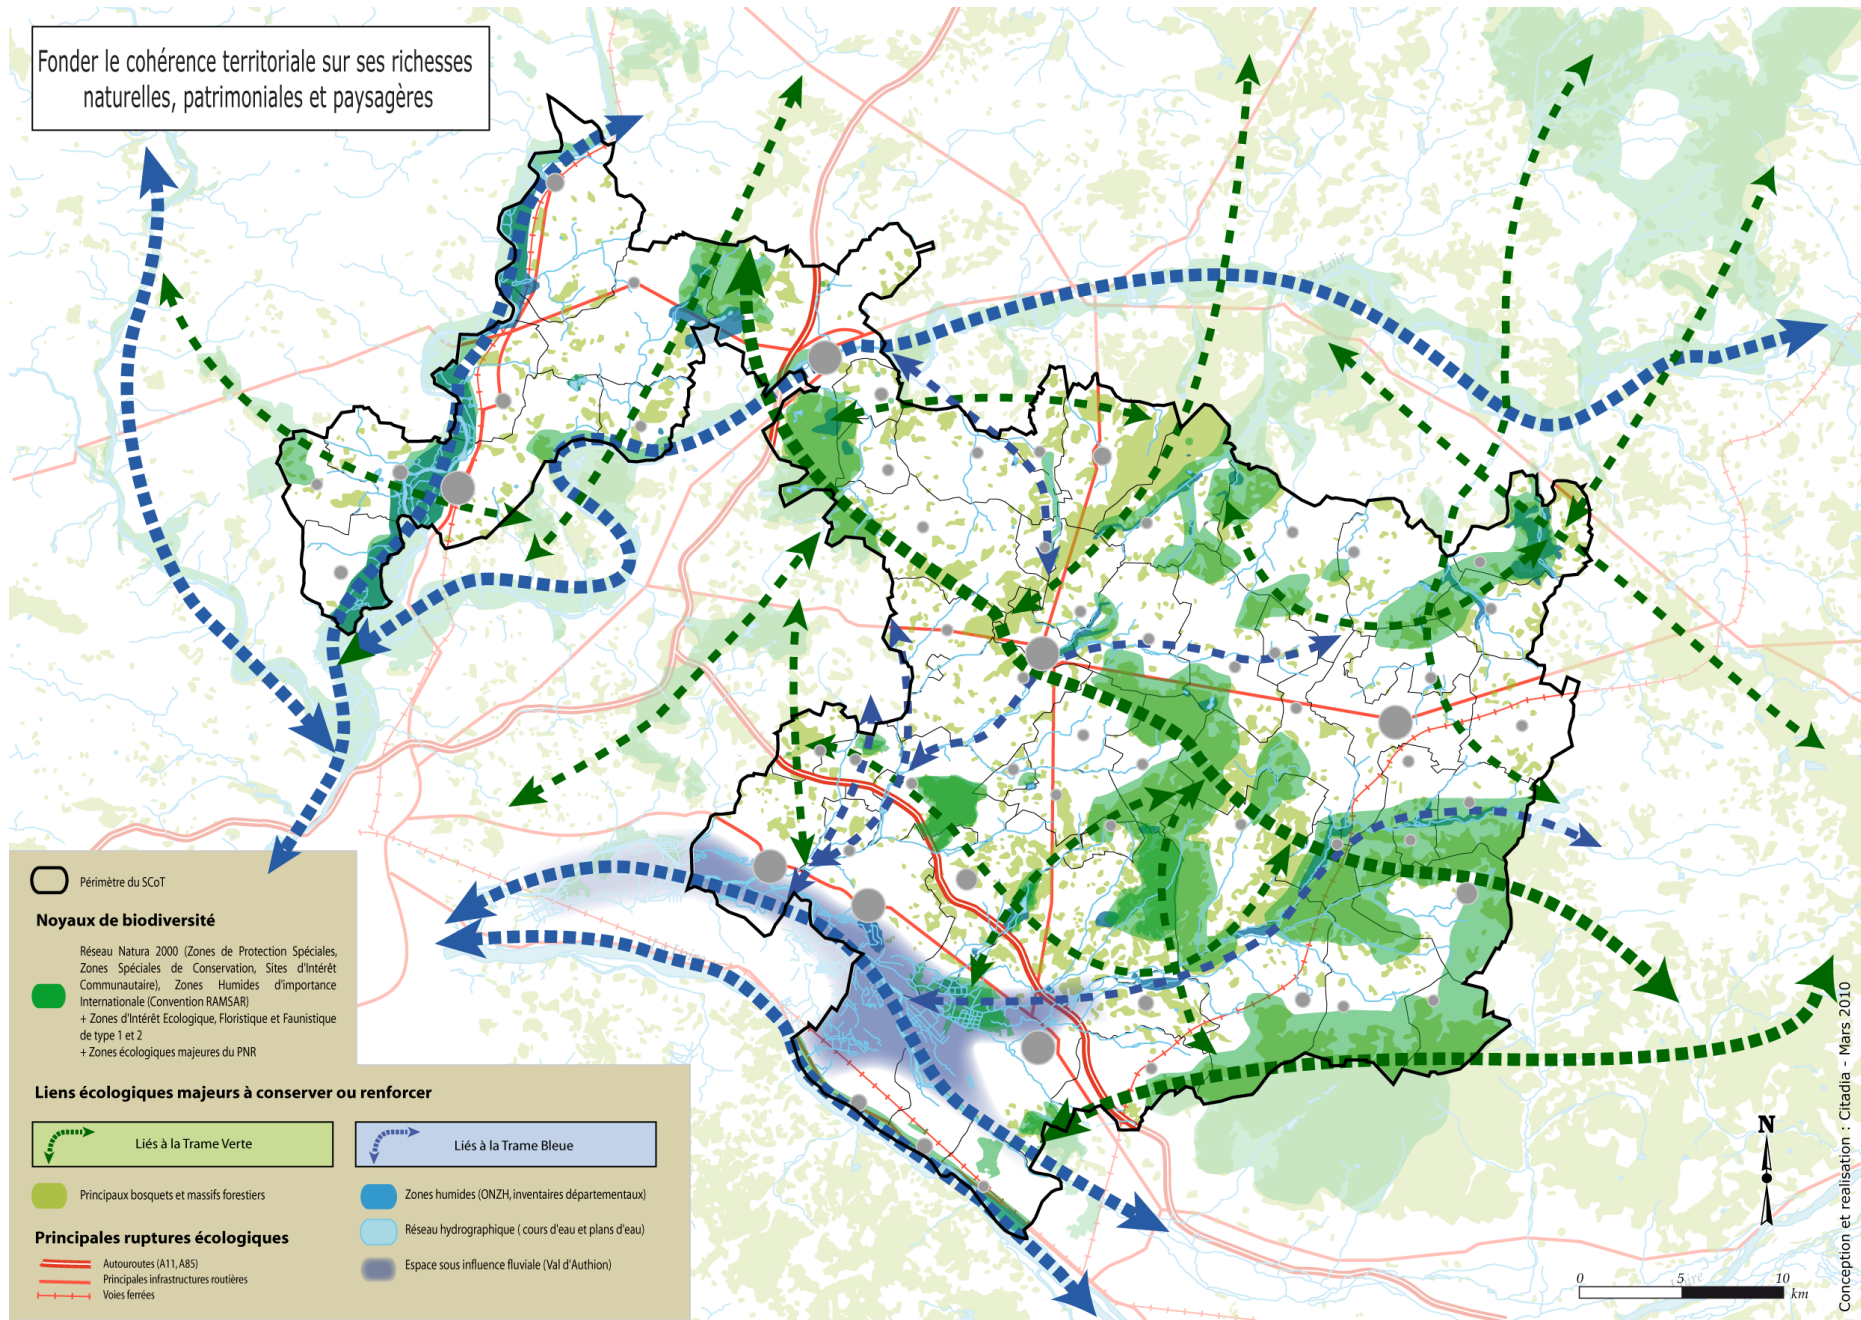 Fonder le cohérence territoriale sur ses richesses
naturelles, patrimoniales et paysagères
Loir
Périmètre du SCoT
Noyaux de biodiversité
Réseau Natura 2000 (Zones de Protection Spéciales,
Zones Spéciales de Conservation, Sites d'Intérêt
Communautaire), Zones Humides d'importance
Internationale (Convention RAMSAR)
+ Zones d'Intérêt Ecologique, Floristique et Faunistique
de type 1 et 2
+ Zones écologiques majeures du PNR
Liens écologiques majeurs à conserver ou renforcer
Liés à la Trame Verte
Liés à la Trame Bleue
Principaux bosquets et massifs forestiers
Zones humides (ONZH, inventaires départementaux)
Réseau hydrographique ( cours d'eau et plans d'eau)
Espace sous influence fluviale (Val d'Authion)
Principales ruptures écologiques
Autouroutes (A11, A85)
Principales infrastructures routières
Voies ferrées
N
0 5 10
km
Loire
Conception et realisation : Citadia - Mars 2010